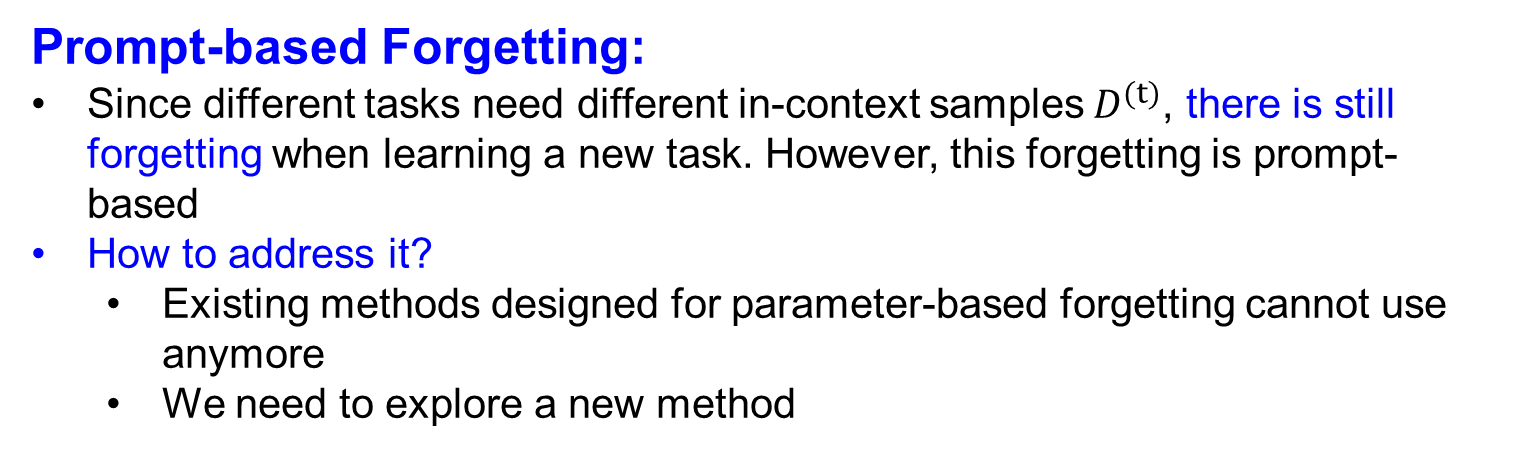 Prompt-based Forgetting:
• Since different tasks need different in-context samples D⁽ᵗ⁾, there is still
forgetting when learning a new task. However, this forgetting is prompt-
based
• How to address it?
• Existing methods designed for parameter-based forgetting cannot use
anymore
• We need to explore a new method